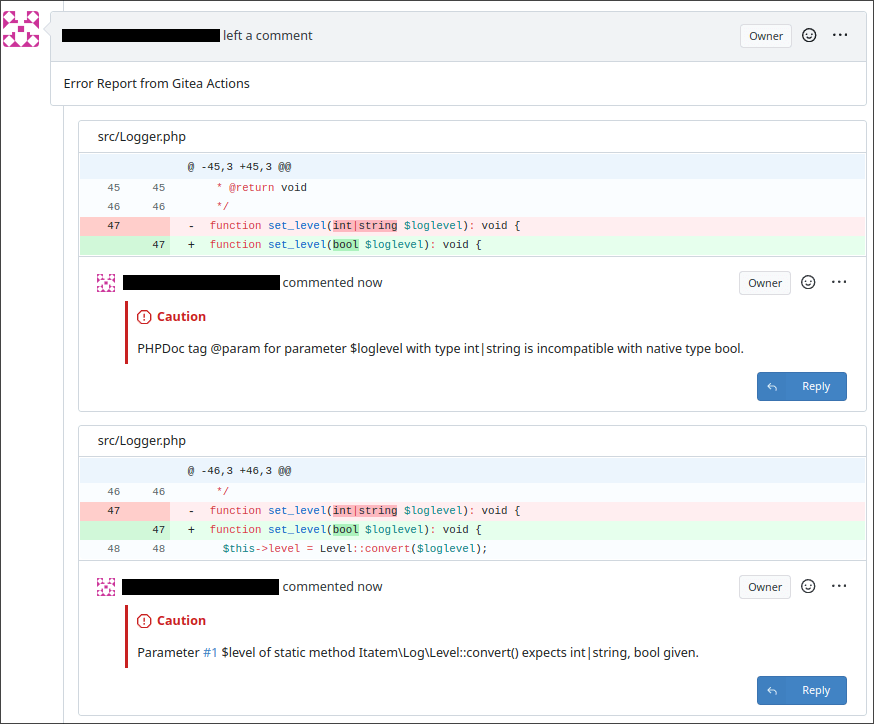 left a comment Owner
Error Report from Gitea Actions
src/Logger.php
@ -45,3 +45,3 @@
45 45 * @return void
46 46 */
47 - function set_level(int|string $loglevel): void {
47 + function set_level(bool $loglevel): void {
commented now Owner
Caution
PHPDoc tag @param for parameter $loglevel with type int|string is incompatible with native type bool.
Reply
src/Logger.php
@ -46,3 +46,3 @@
46 46 */
47 - function set_level(int|string $loglevel): void {
47 + function set_level(bool $loglevel): void {
48 48 $this->level = Level::convert($loglevel);
commented now Owner
Caution
Parameter #1 $level of static method Itatem\Log\Level::convert() expects int|string, bool given.
Reply